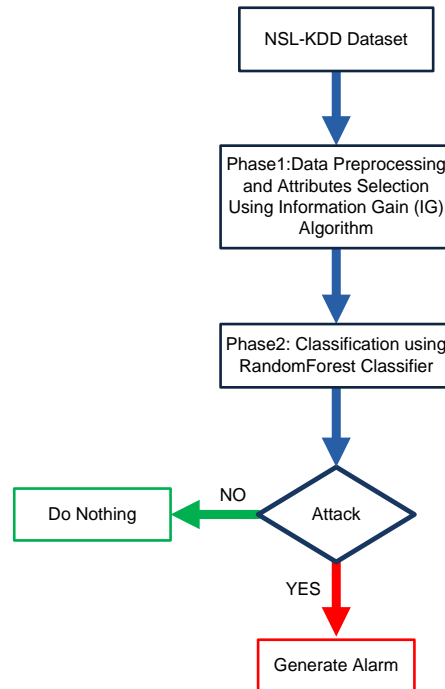 NSL-KDD Dataset
Phase1:Data Preprocessing
and Attributes Selection
Using Information Gain (IG)
Algorithm
Phase2: Classification using
RandomForest Classifier
NO
Do Nothing
Attack
YES
Generate Alarm